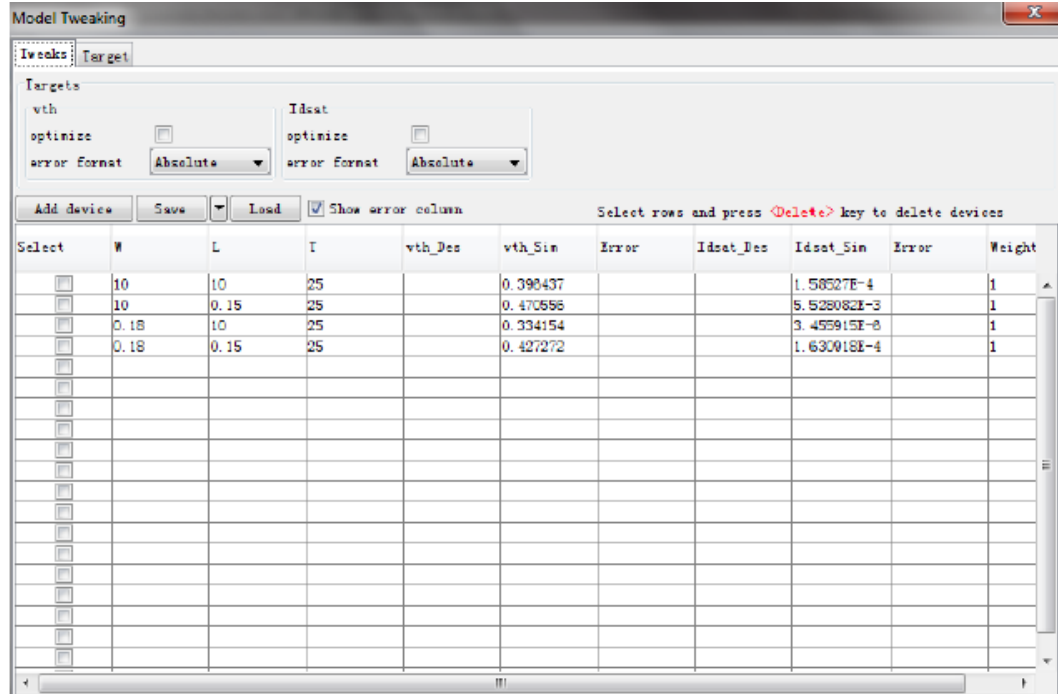 Model Tweaking
Tweaks Target
Targets
vth Idsat
optimize optimize
error format Absolute error format Absolute
Add device Save Load Show error column Select rows and press <Delete> key to delete devices
Select W L T vth_Des vth_Sim Error Idsat_Des Idsat_Sim Error Weight
10 10 25 0.396437 1.58527E-4 1
10 0.15 25 0.470556 5.528082E-3 1
0.18 10 25 0.334154 3.455915E-6 1
0.18 0.15 25 0.427272 1.630918E-4 1